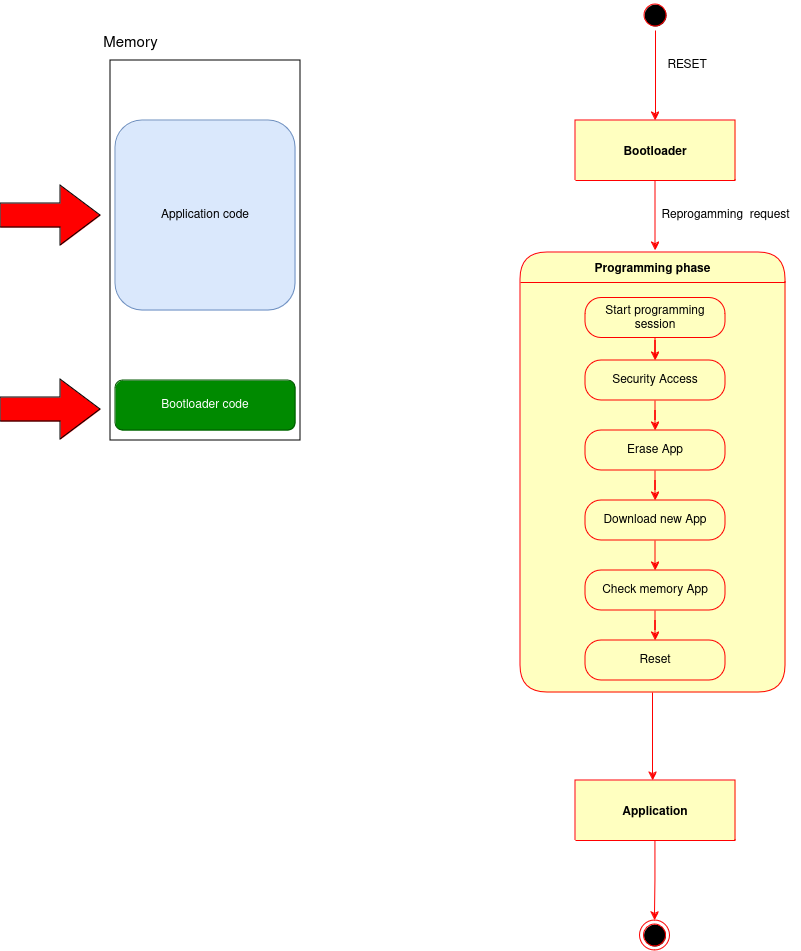 Memory
Application code
Bootloader code
RESET
Bootloader
Reprogamming  request
Programming phase
Start programming
session
Security Access
Erase App
Download new App
Check memory App
Reset
Application